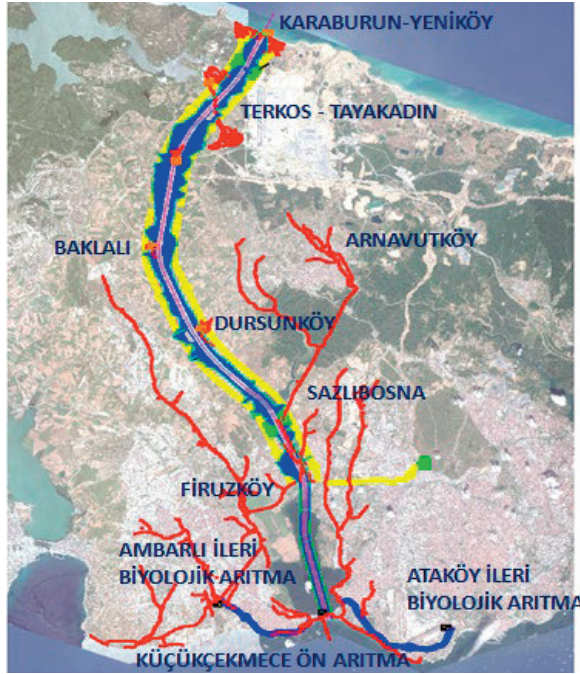 KARABURUN-YENİKÖY
TERKOS - TAYAKADIN
ARNAVUTKÖY
BAKLALI
DURSUNKÖY
SAZLIBOSNA
FİRUZKÖY
AMBARLI İLERİ
BİYOLOJİK ARITMA
ATAKÖY İLERİ
BİYOLOJİK ARITMA
KÜÇÜKÇEKMECE ÖN ARITMA